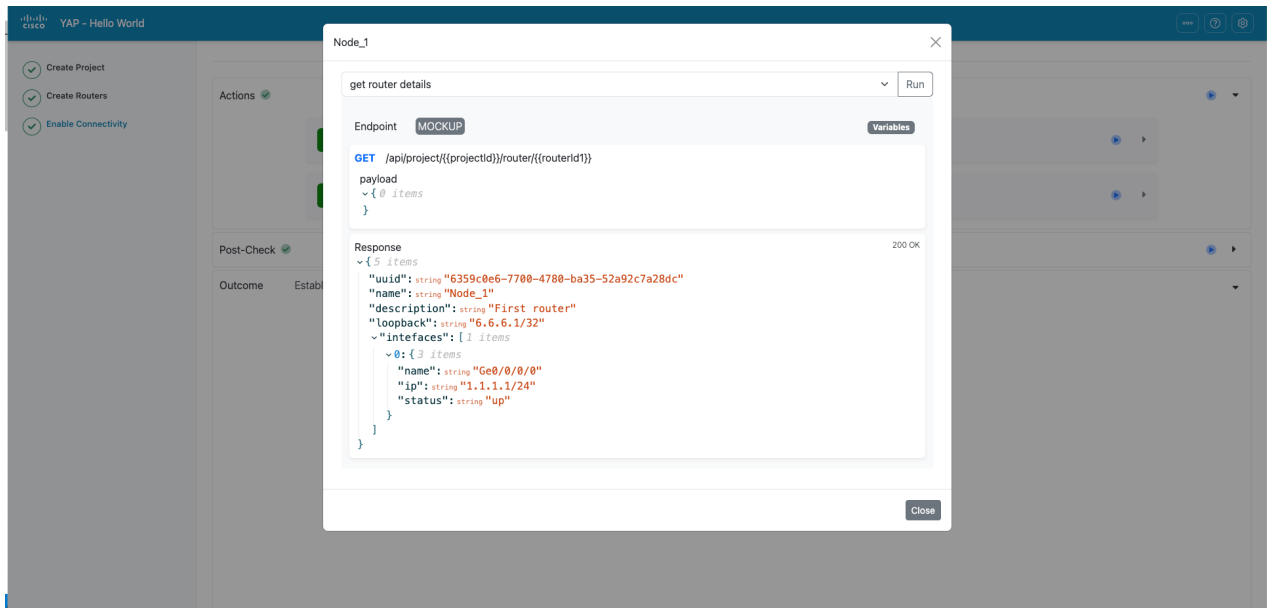 cisco YAP - Hello World
Node_1
Create Project
Create Routers
Enable Connectivity
Actions
Post-Check
Outcome Establ
get router details Run
Endpoint MOCKUP Variables
GET /api/project/{{projectId}}/router/{{routerId1}}
payload
{ 0 items
}
Response 200 OK
{ 5 items
"uuid": string "6359c0e6-7700-4780-ba35-52a92c7a28dc"
"name": string "Node_1"
"description": string "First router"
"loopback": string "6.6.6.1/32"
"intefaces": [ 1 items
0: { 3 items
"name": string "Ge0/0/0/0"
"ip": string "1.1.1.1/24"
"status": string "up"
}
]
}
Close